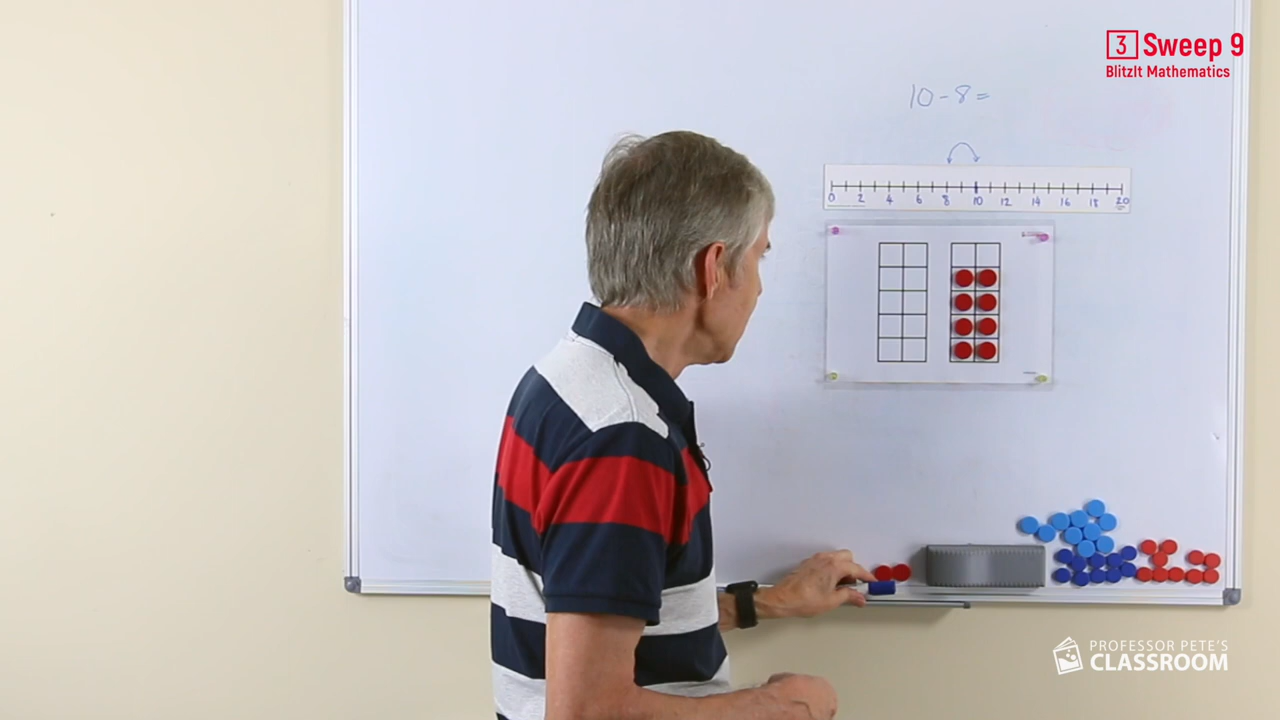 3 Sweep 9
BlitzIt Mathematics
10-8=
0 2 4 6 8 10 12 14 16 18 20
PROFESSOR PETE'S
CLASSROOM